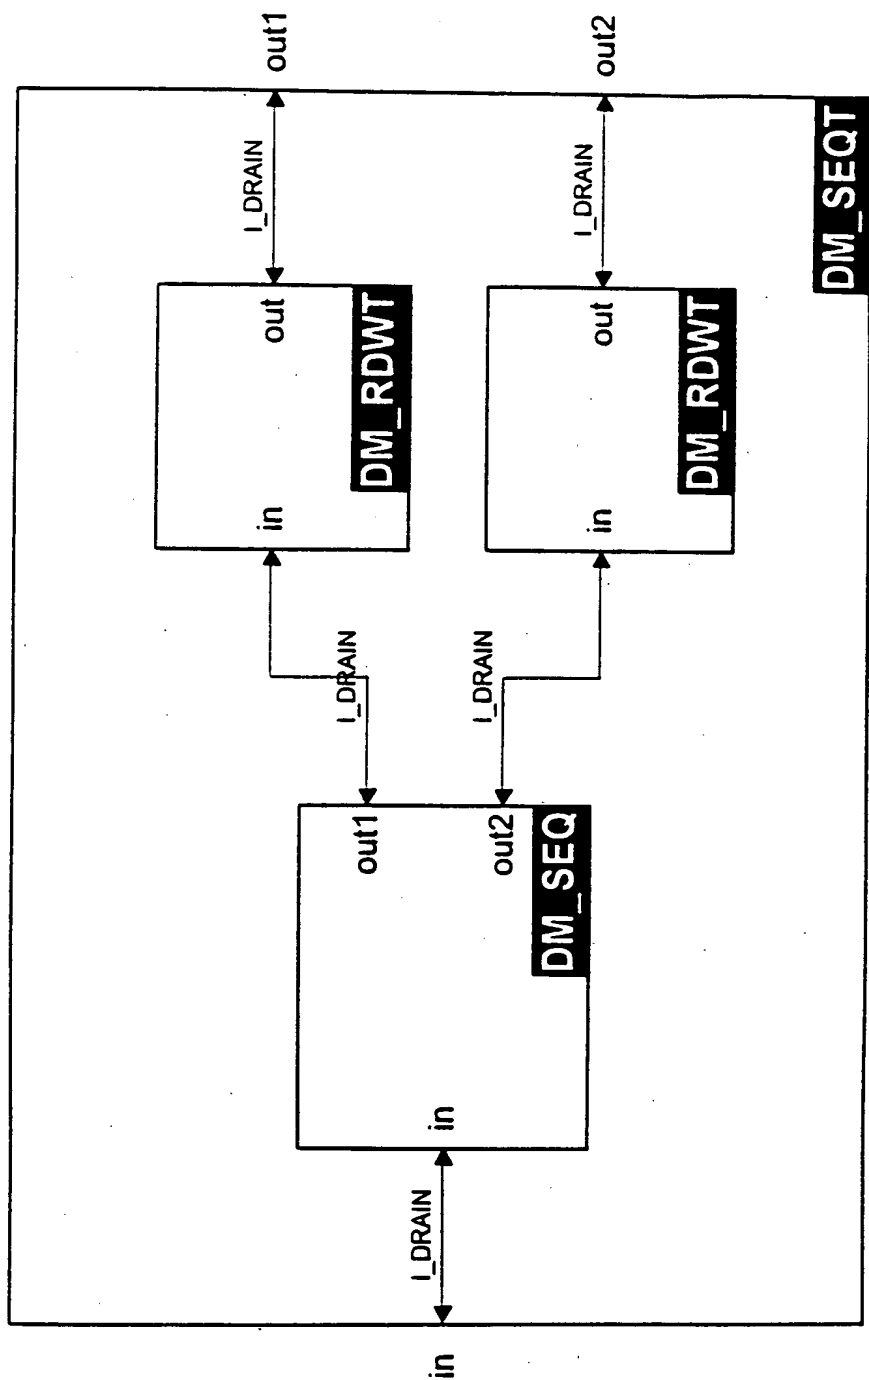 in
I_DRAIN
in
out1
out2
DM_SEQ
I_DRAIN
I_DRAIN
in
out
DM_RDWT
in
out
DM_RDWT
I_DRAIN
I_DRAIN
out1
out2
DM_SEQT